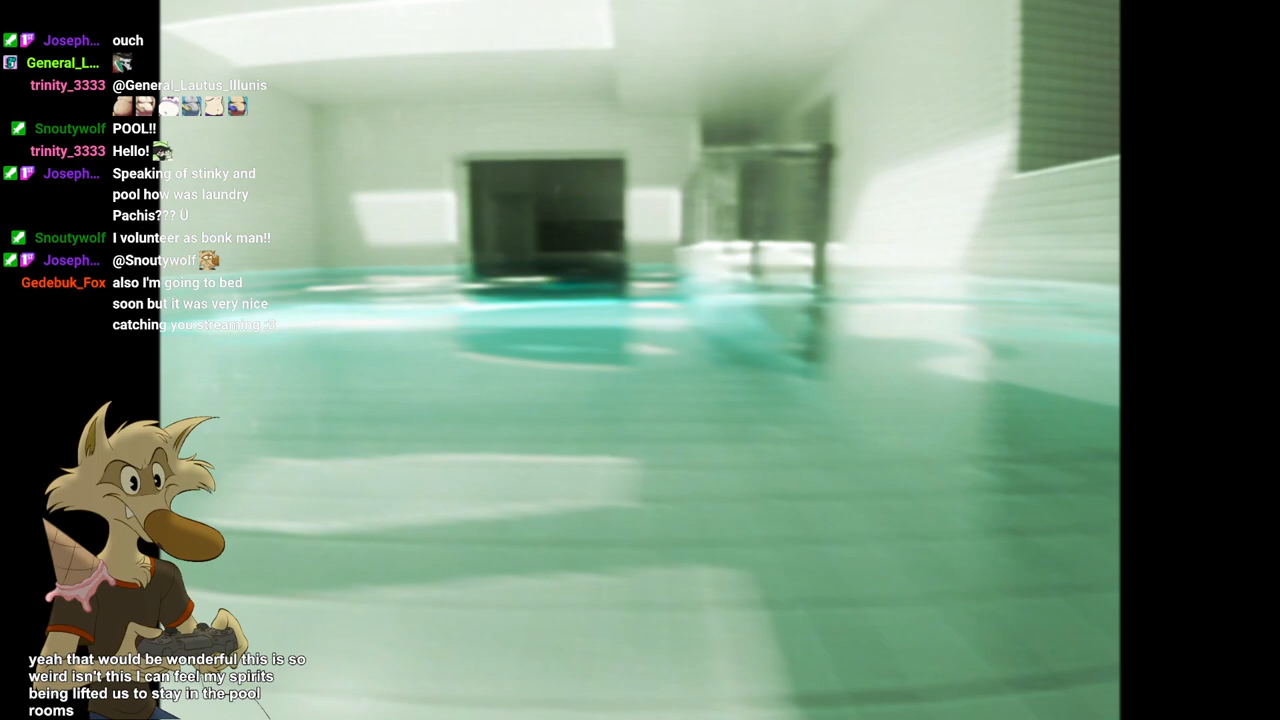 Joseph... ouch
General_L...
trinity_3333 @General_Lautus_Illunis
Snoutywolf POOL!!
trinity_3333 Hello!
Joseph... Speaking of stinky and
pool how was laundry
Pachis??? Ü
Snoutywolf I volunteer as bonk man!!
Joseph... @Snoutywolf
Gedebuk_Fox also I'm going to bed
soon but it was very nice
catching you streaming
yeah that would be wonderful this is so
weird isn't this I can feel my spirits
being lifted us to stay in the pool
rooms